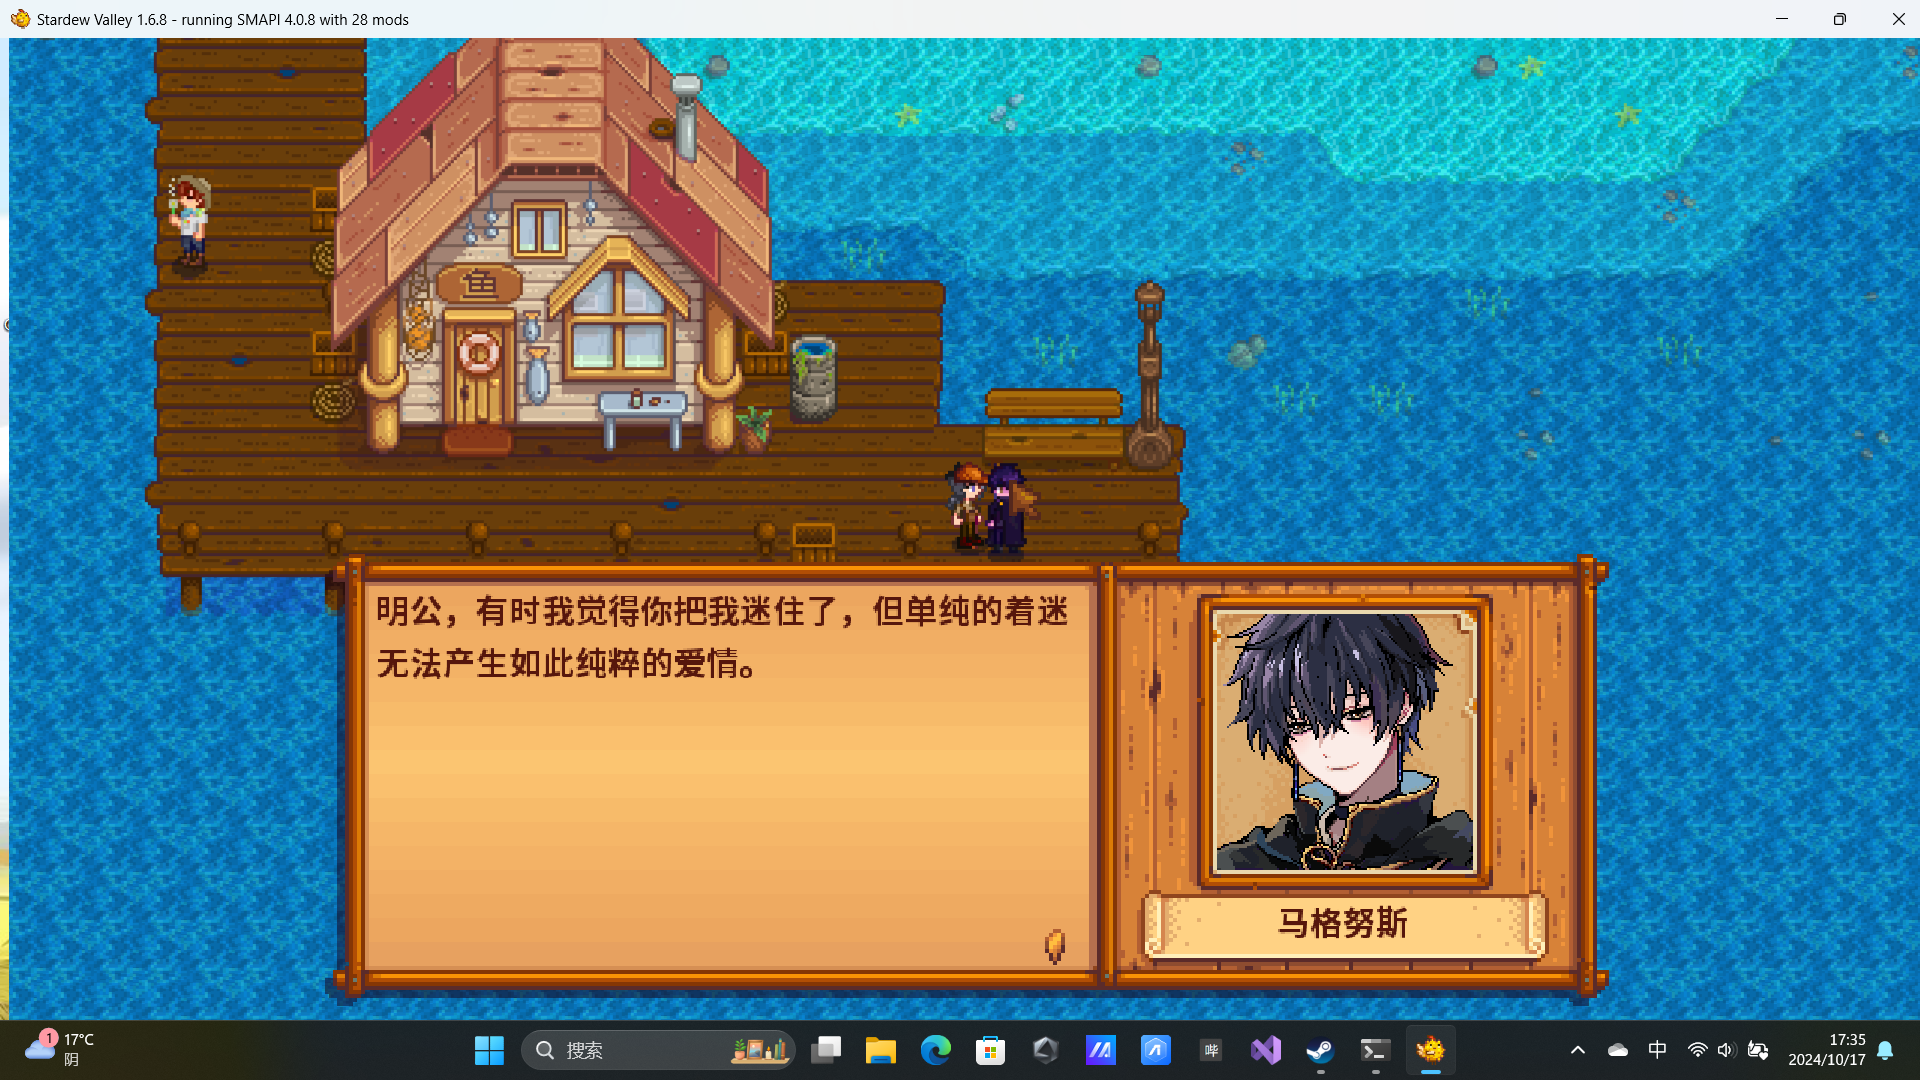 Stardew Valley 1.6.8 - running SMAPI 4.0.8 with 28 mods
鱼
明公，有时我觉得你把我迷住了，但单纯的着迷
无法产生如此纯粹的爱情。
马格努斯
1
17°C
阴
搜索
哔
中
17:35
2024/10/17